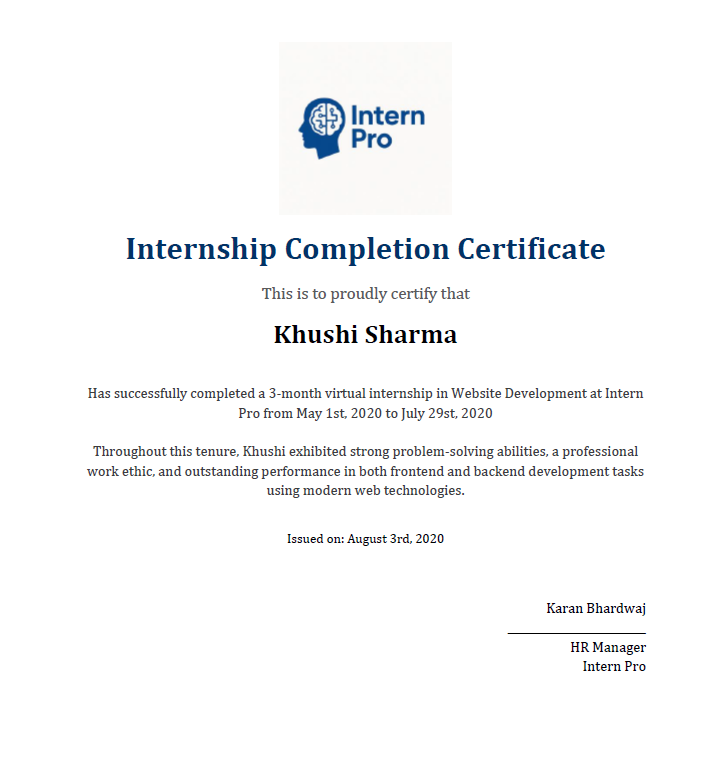 Intern
Pro
Internship Completion Certificate
This is to proudly certify that
Khushi Sharma
Has successfully completed a 3-month virtual internship in Website Development at Intern
Pro from May 1st, 2020 to July 29st, 2020
Throughout this tenure, Khushi exhibited strong problem-solving abilities, a professional
work ethic, and outstanding performance in both frontend and backend development tasks
using modern web technologies.
Issued on: August 3rd, 2020
Karan Bhardwaj
HR Manager
Intern Pro